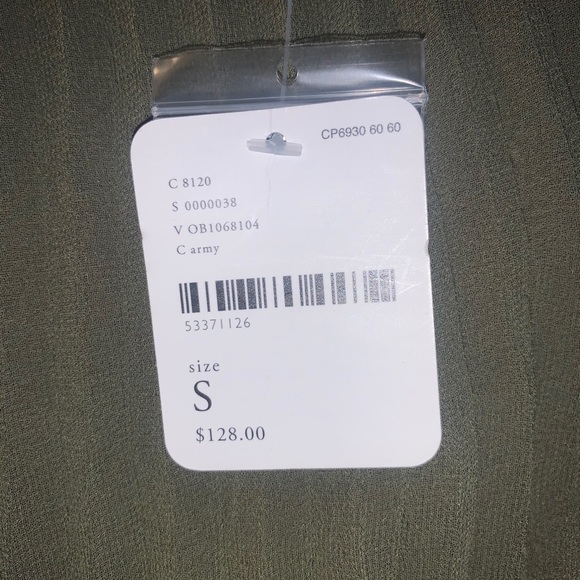 CP6930 60 60
C 8120
S 0000038
V OB1068104
C army
53371126
size
S
$128.00